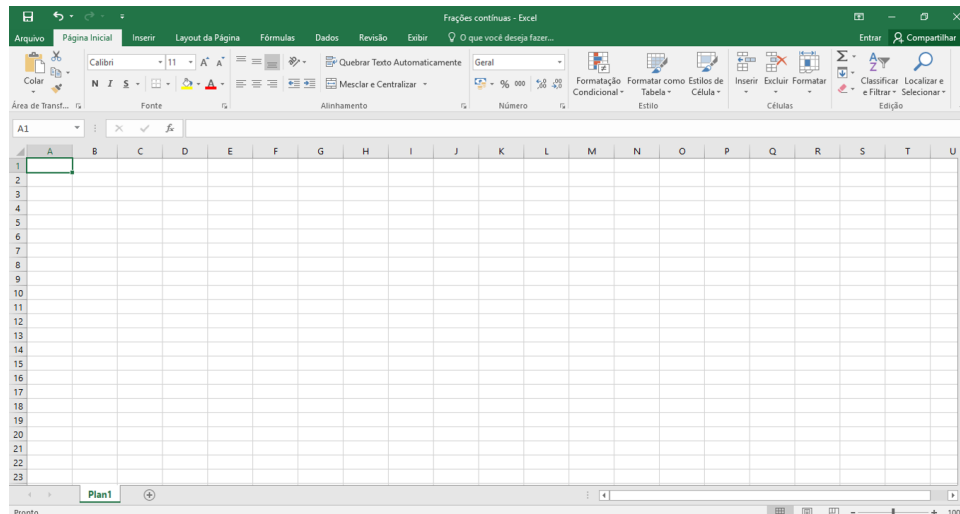 Frações contínuas - Excel
Arquivo Página Inicial Inserir Layout da Página Fórmulas Dados Revisão Exibir O que você deseja fazer... Entrar Compartilhar
Calibri 11 A A Quebrar Texto Automaticamente Geral Σ
Colar N I S A Mesclar e Centralizar % 000 Formatação Condicional Formatar como Tabela Estilos de Célula Inserir Excluir Formatar Classificar e Filtrar Localizar e Selecionar
Área de Transf... Fonte Alinhamento Número Estilo Células Edição
A1 fx
A B C D E F G H I J K L M N O P Q R S T U
1
2
3
4
5
6
7
8
9
10
11
12
13
14
15
16
17
18
19
20
21
22
23
Plan1
Pronto 100